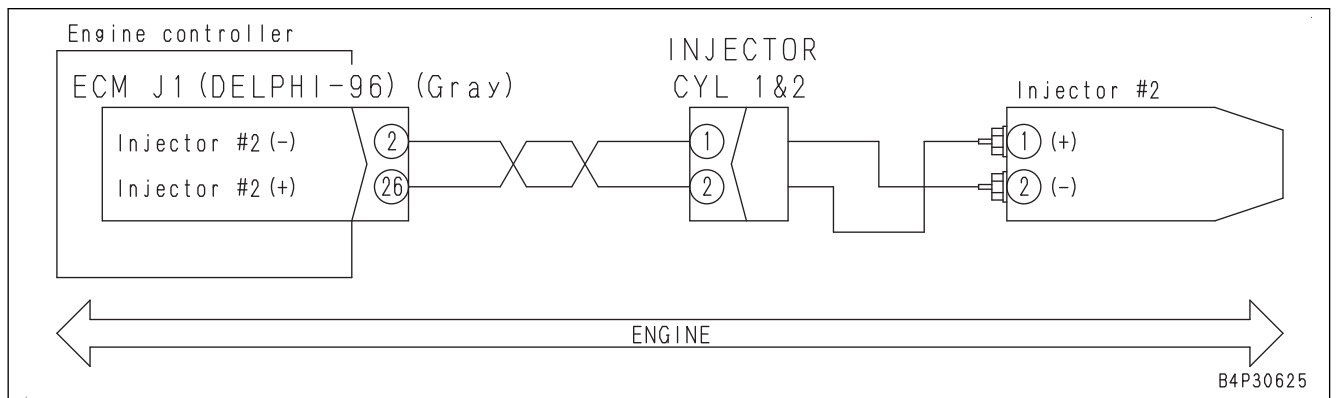 Engine controller
ECM J1(DELPHI-96)(Gray)
INJECTOR
CYL 1&2
Injector #2
Injector #2(-)
2
1
1
(+)
Injector #2(+)
26
2
2
(-)
ENGINE
B4P30625